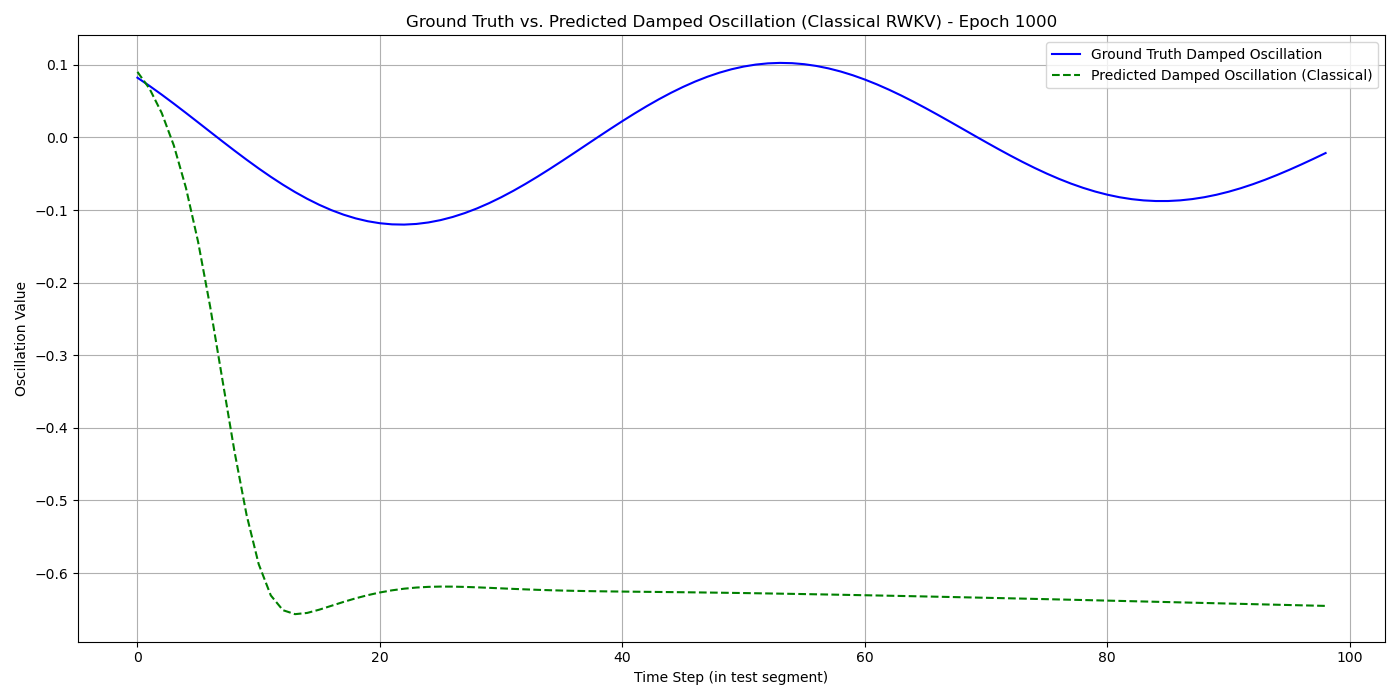 Ground Truth vs. Predicted Damped Oscillation (Classical RWKV) - Epoch 1000
Ground Truth Damped Oscillation
Predicted Damped Oscillation (Classical)
Oscillation Value
0.1
0.0
−0.1
−0.2
−0.3
−0.4
−0.5
−0.6
0 20 40 60 80 100
Time Step (in test segment)